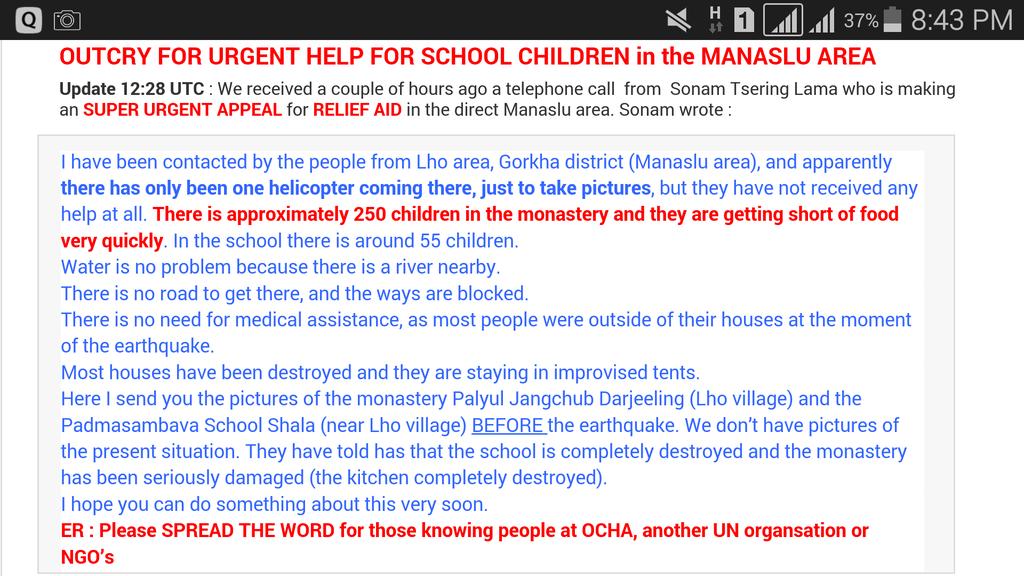 Q H 1 37% 8:43 PM
OUTCRY FOR URGENT HELP FOR SCHOOL CHILDREN in the MANASLU AREA
Update 12:28 UTC : We received a couple of hours ago a telephone call from Sonam Tsering Lama who is making
an SUPER URGENT APPEAL for RELIEF AID in the direct Manaslu area. Sonam wrote :
I have been contacted by the people from Lho area, Gorkha district (Manaslu area), and apparently
there has only been one helicopter coming there, just to take pictures, but they have not received any
help at all. There is approximately 250 children in the monastery and they are getting short of food
very quickly. In the school there is around 55 children.
Water is no problem because there is a river nearby.
There is no road to get there, and the ways are blocked.
There is no need for medical assistance, as most people were outside of their houses at the moment
of the earthquake.
Most houses have been destroyed and they are staying in improvised tents.
Here I send you the pictures of the monastery Palyul Jangchub Darjeeling (Lho village) and the
Padmasambava School Shala (near Lho village) BEFORE the earthquake. We don't have pictures of
the present situation. They have told has that the school is completely destroyed and the monastery
has been seriously damaged (the kitchen completely destroyed).
I hope you can do something about this very soon.
ER : Please SPREAD THE WORD for those knowing people at OCHA, another UN organsation or
NGO's